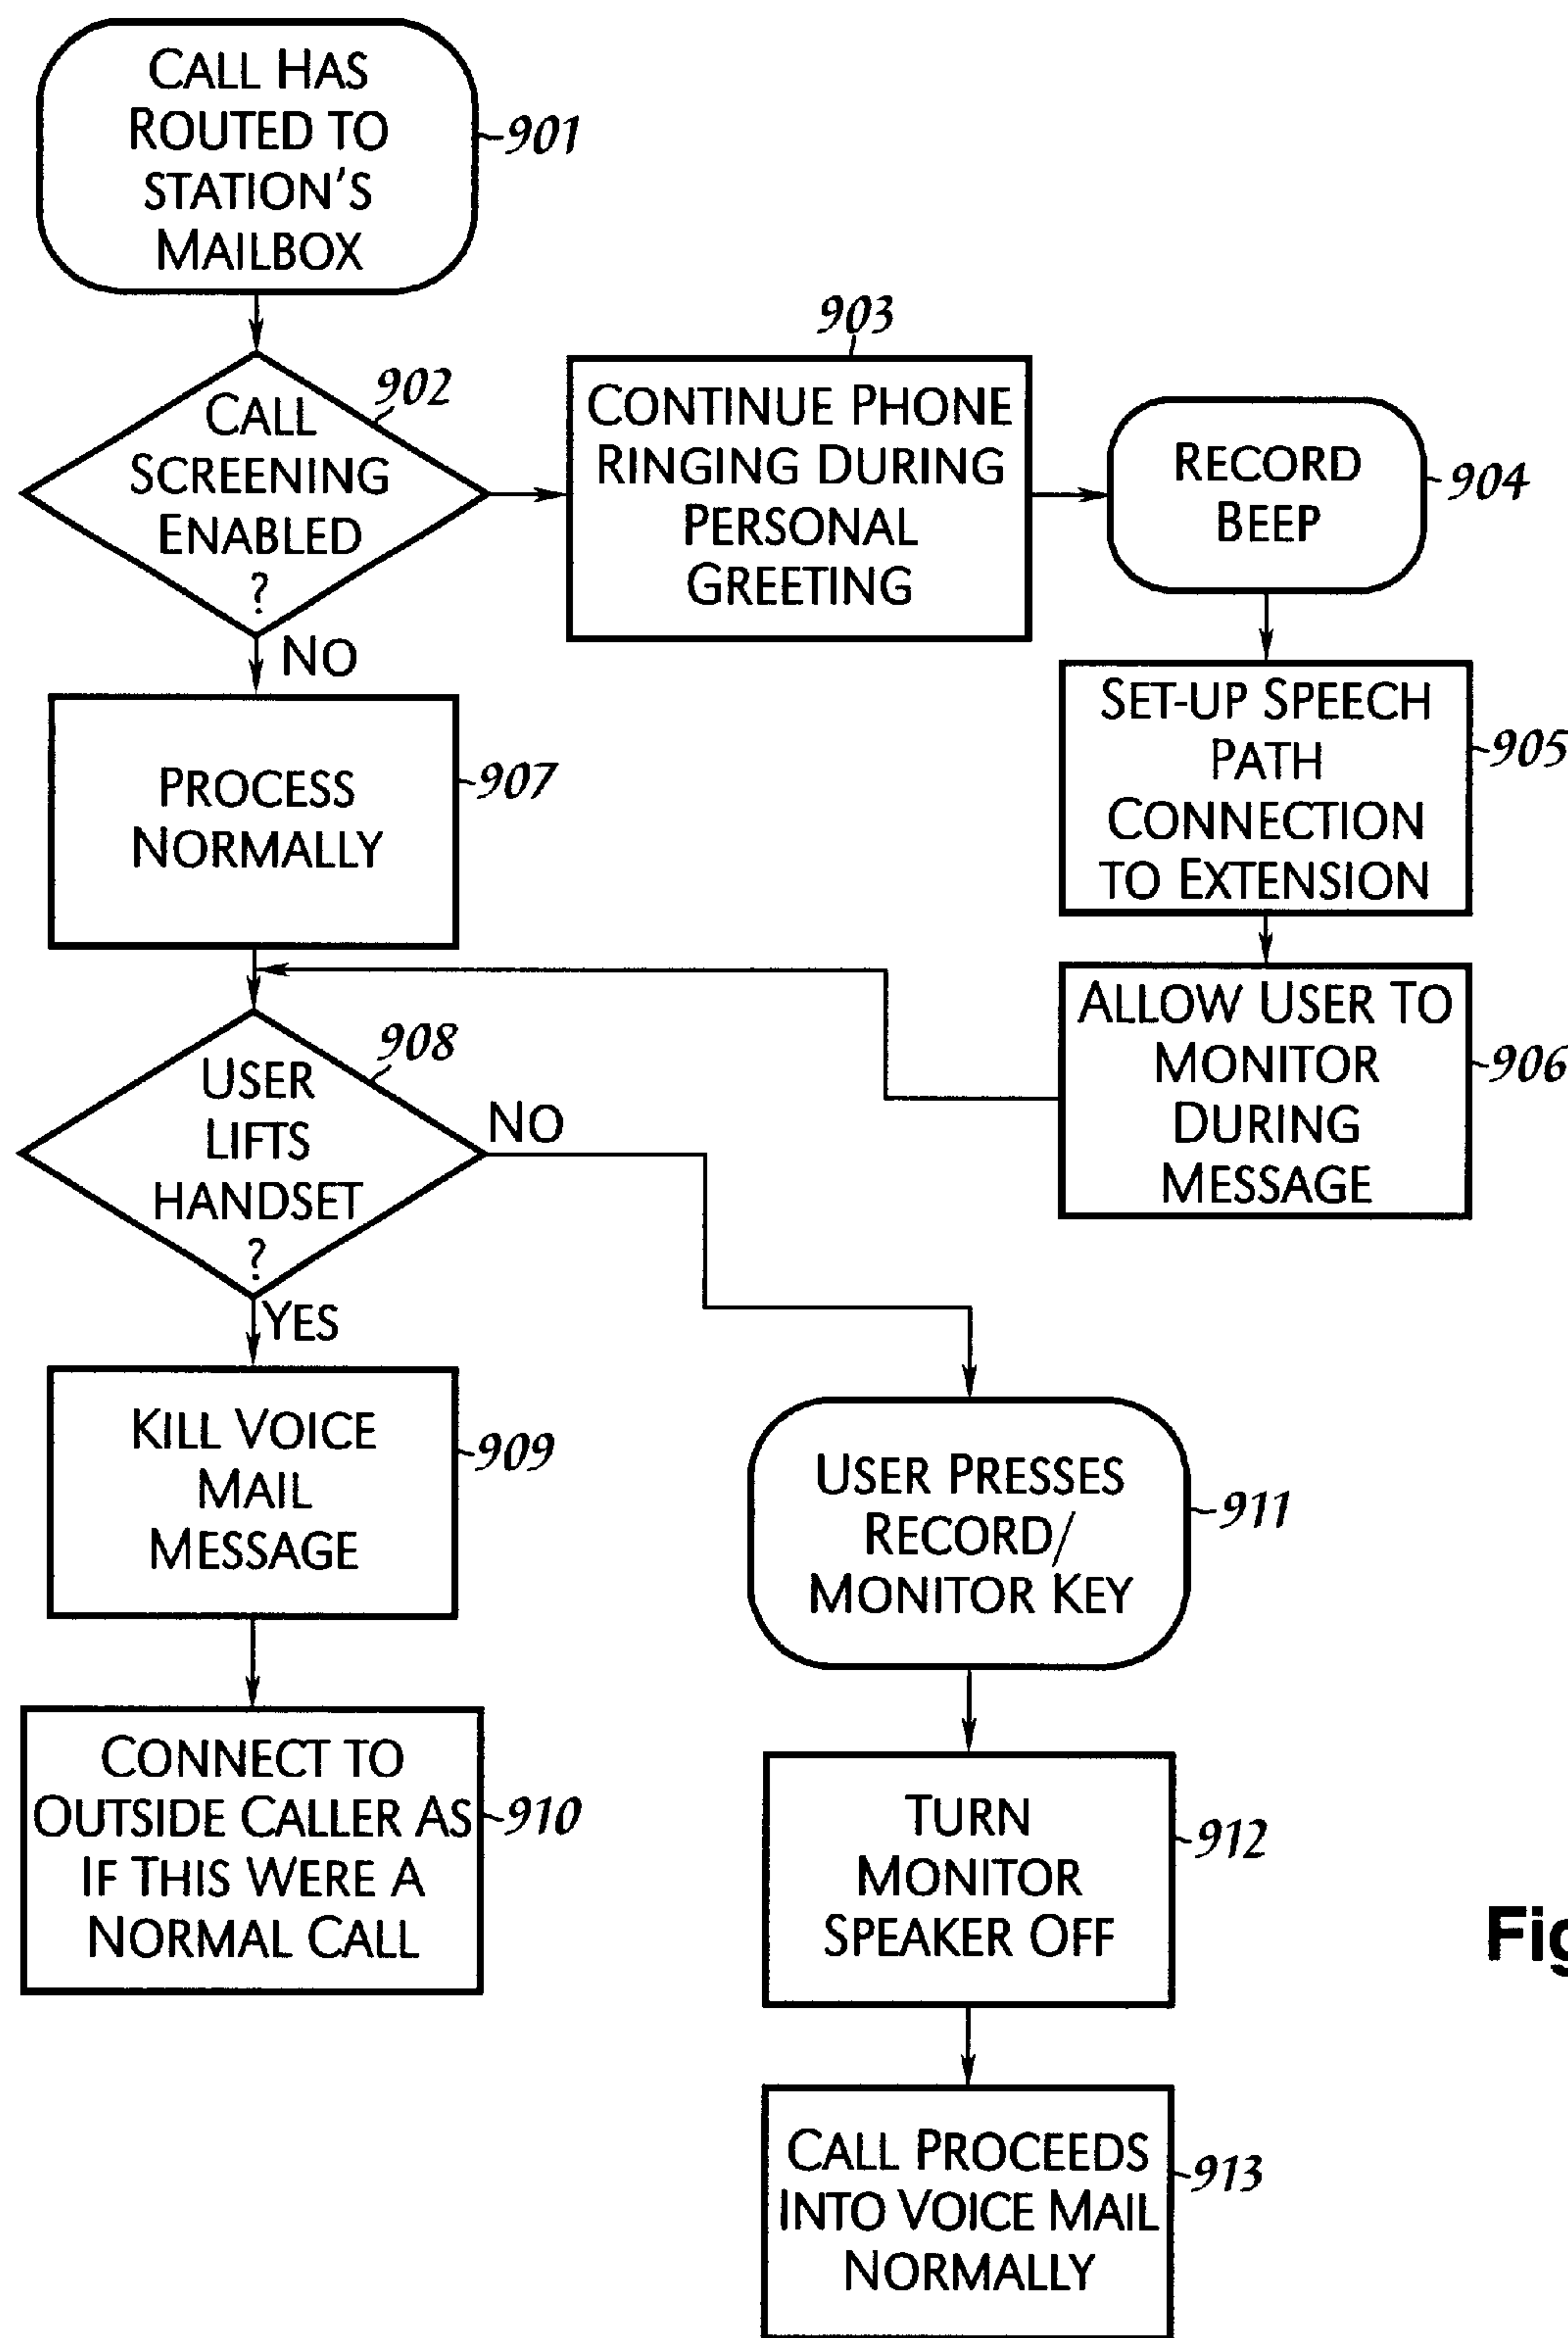 CALL HAS
ROUTED TO
STATION'S
MAILBOX
901
902
CALL
SCREENING
ENABLED
?
NO
903
CONTINUE PHONE
RINGING DURING
PERSONAL
GREETING
RECORD
BEEP
904
SET-UP SPEECH
PATH
CONNECTION
TO EXTENSION
905
ALLOW USER TO
MONITOR
DURING
MESSAGE
906
PROCESS
NORMALLY
907
908
USER
LIFTS
HANDSET
?
NO
YES
KILL VOICE
MAIL
MESSAGE
909
CONNECT TO
OUTSIDE CALLER AS
IF THIS WERE A
NORMAL CALL
910
USER PRESSES
RECORD/
MONITOR KEY
911
TURN
MONITOR
SPEAKER OFF
912
CALL PROCEEDS
INTO VOICE MAIL
NORMALLY
913
Fig